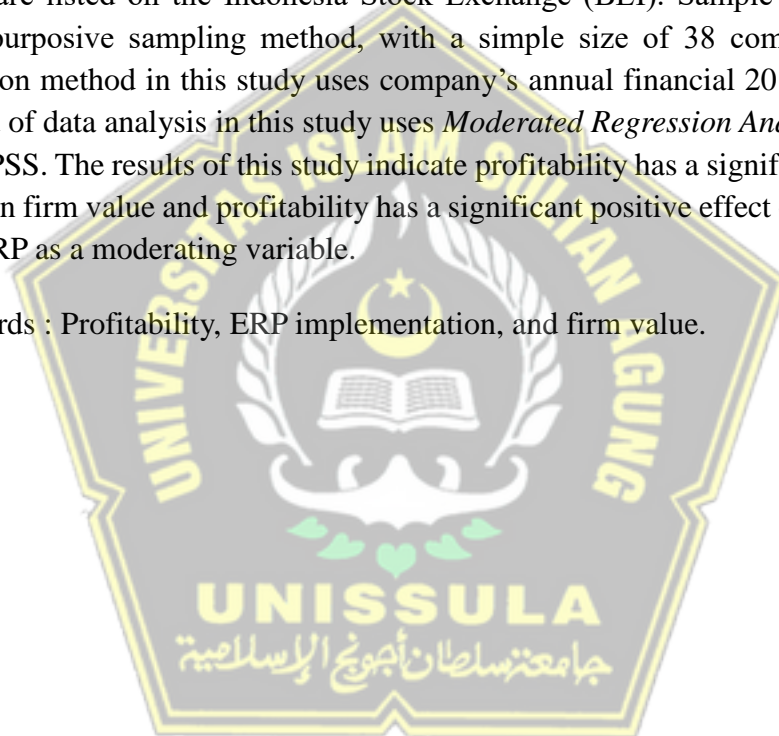 are listed on the Indonesia Stock Exchange (BEI). Sample
purposive sampling method, with a simple size of 38 com
on method in this study uses company's annual financial 20
of data analysis in this study uses Moderated Regression An
PSS. The results of this study indicate profitability has a signif
n firm value and profitability has a significant positive effect
RP as a moderating variable.
rds : Profitability, ERP implementation, and firm value.
UNIVERSITAS ISLAM SULTAN AGUNG
UNISSULA
جامعة سلطان أجونج الإسلامية